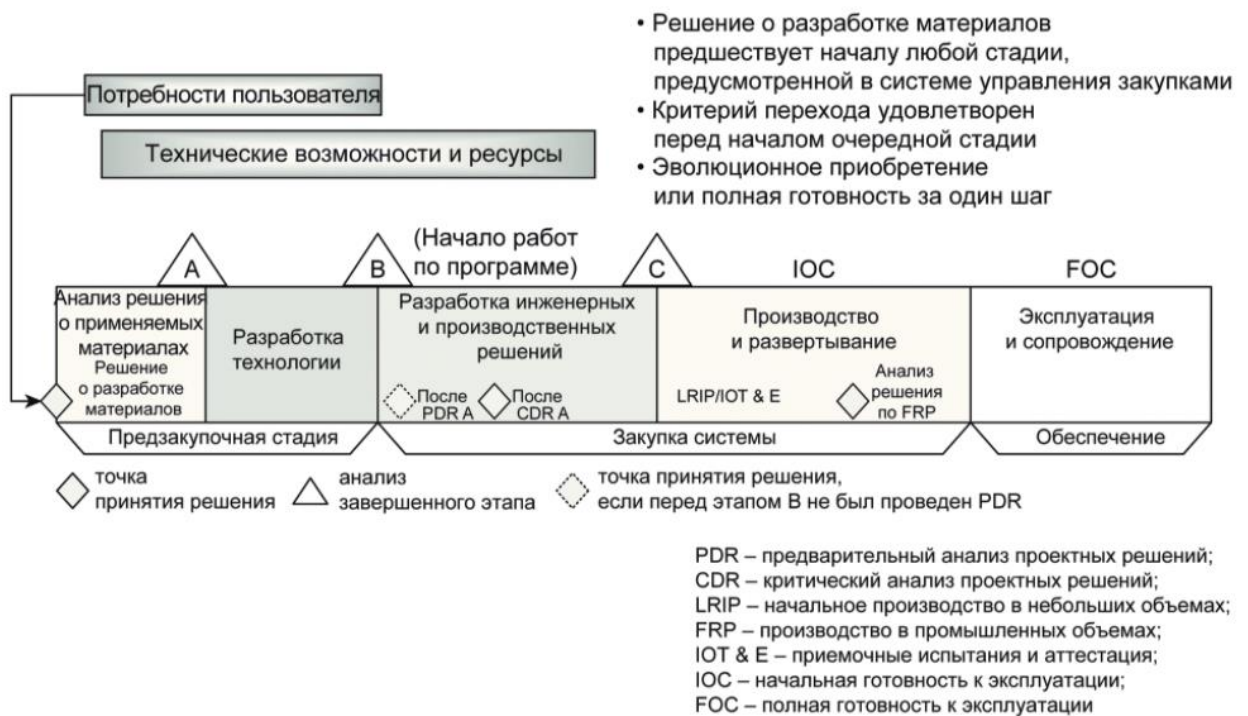 • Решение о разработке материалов
предшествует началу любой стадии,
предусмотренной в системе управления закупками
• Критерий перехода удовлетворен
перед началом очередной стадии
• Эволюционное приобретение
или полная готовность за один шаг
Потребности пользователя
Технические возможности и ресурсы
A
B
(Начало работ
по программе)
C
IOC
FOC
Анализ решения
о применяемых
материалах
Решение
о разработке
материалов
Разработка
технологии
Разработка инженерных
и производственных
решений
После
PDR A
После
CDR A
Производство
и развертывание
LRIP/IOT & E
Анализ
решения
по FRP
Эксплуатация
и сопровождение
Предзакупочная стадия
Закупка системы
Обеспечение
точка
принятия решения
анализ
завершенного этапа
точка принятия решения,
если перед этапом B не был проведен PDR
PDR – предварительный анализ проектных решений;
CDR – критический анализ проектных решений;
LRIP – начальное производство в небольших объемах;
FRP – производство в промышленных объемах;
IOT & E – приемочные испытания и аттестация;
IOC – начальная готовность к эксплуатации;
FOC – полная готовность к эксплуатации